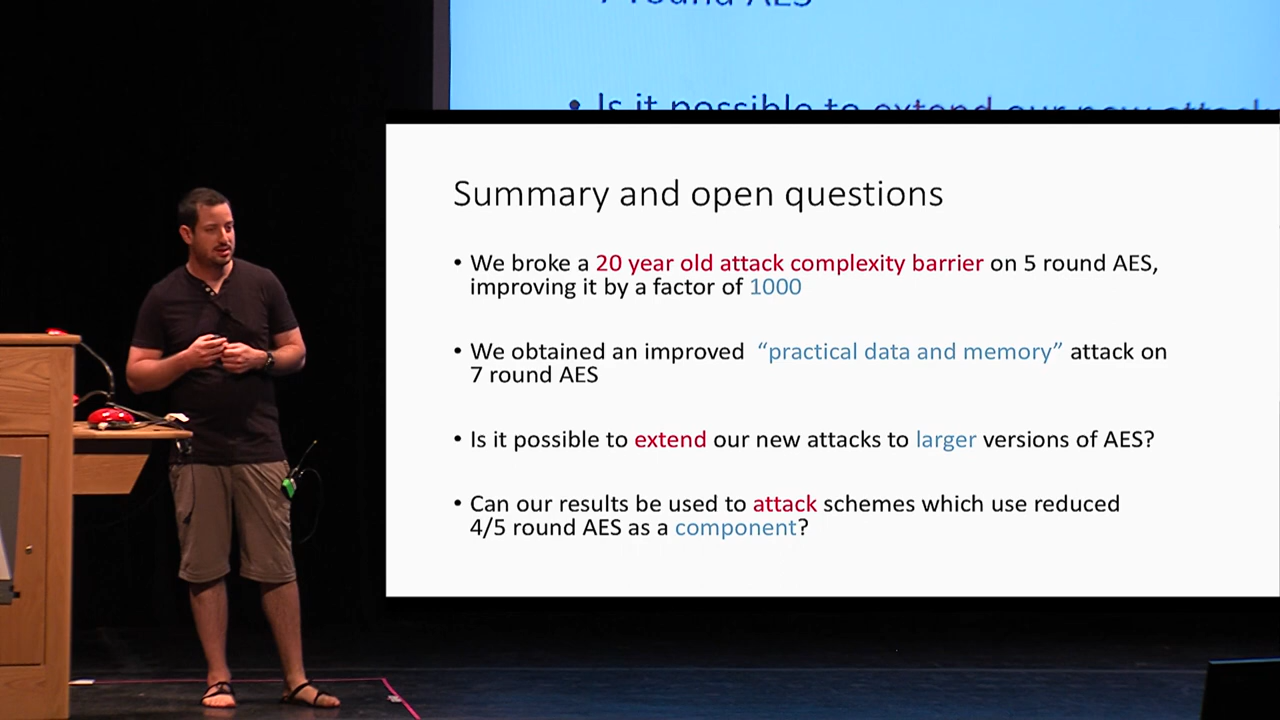 7 round AES
• Is it possible to extend our new attack
Summary and open questions
• We broke a 20 year old attack complexity barrier on 5 round AES,
improving it by a factor of 1000
• We obtained an improved “practical data and memory” attack on
7 round AES
• Is it possible to extend our new attacks to larger versions of AES?
• Can our results be used to attack schemes which use reduced
4/5 round AES as a component?